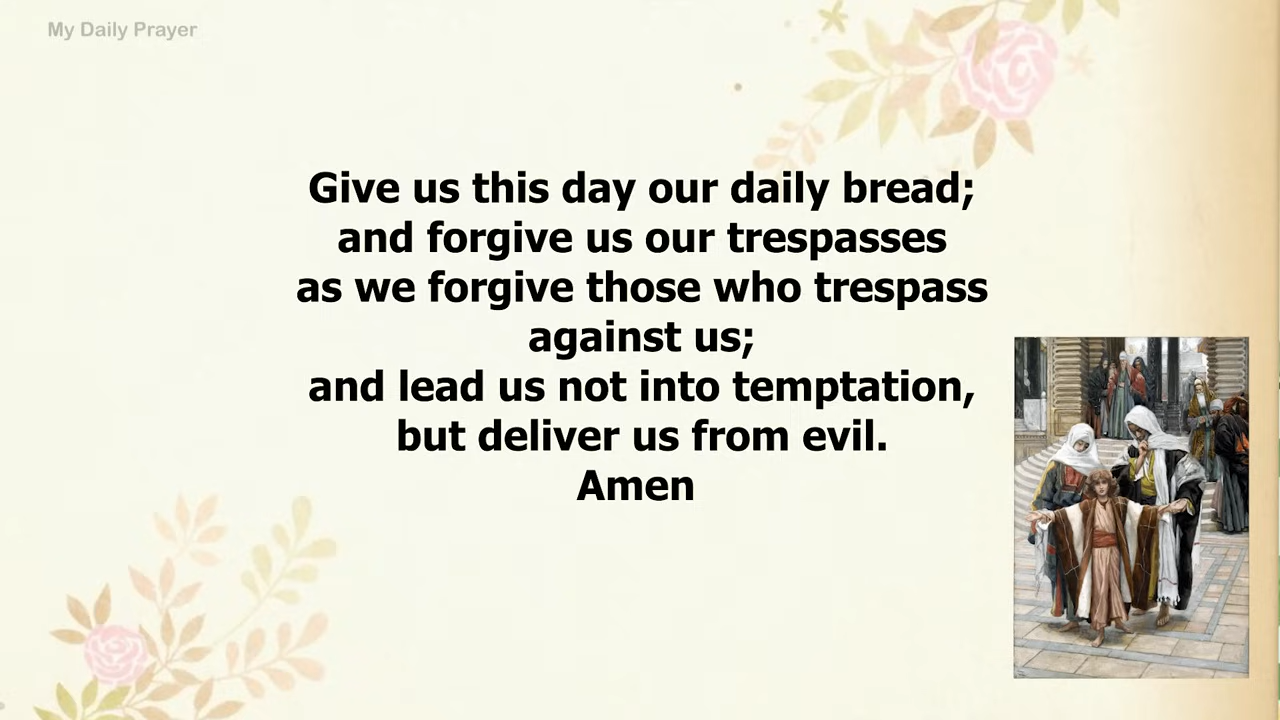 My Daily Prayer
Give us this day our daily bread;
and forgive us our trespasses
as we forgive those who trespass
against us;
and lead us not into temptation,
but deliver us from evil.
Amen